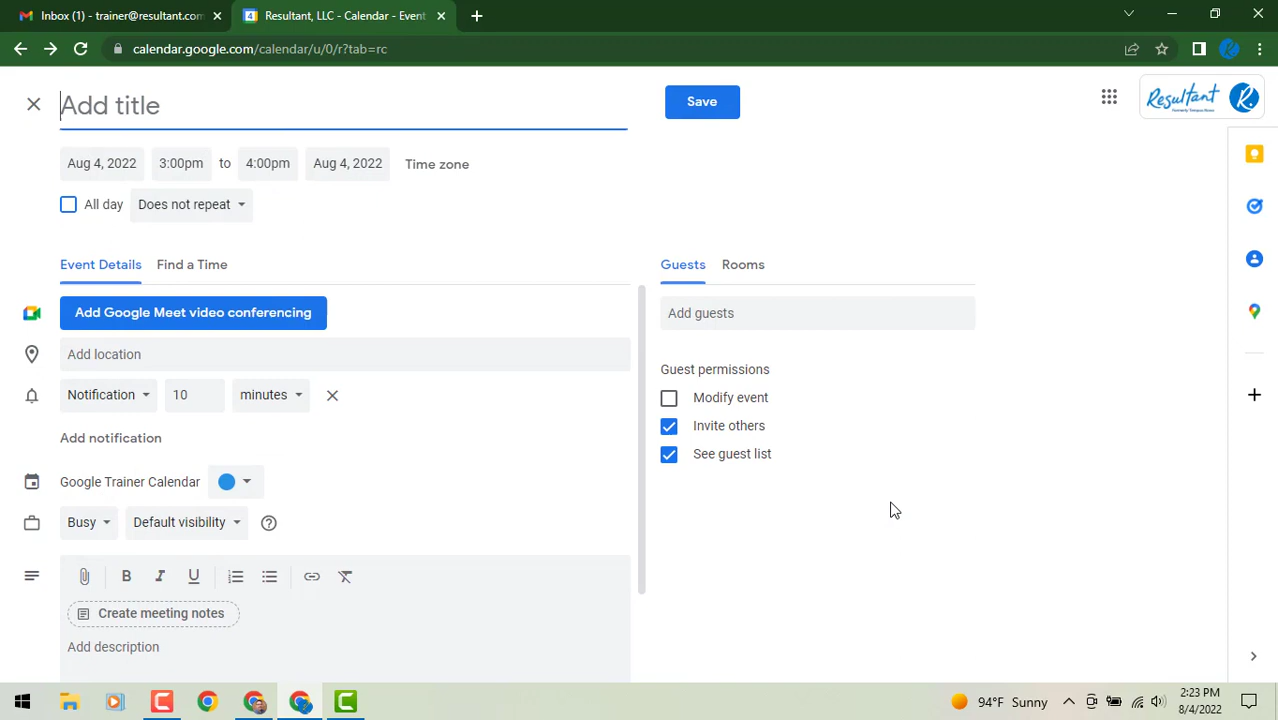 Inbox (1) - trainer@resultant.com
Resultant, LLC - Calendar - Event
calendar.google.com/calendar/u/0/r?tab=rc
Add title
Save
Resultant
R.
Aug 4, 2022 3:00pm to 4:00pm Aug 4, 2022 Time zone
All day Does not repeat
Event Details Find a Time
Guests Rooms
Add Google Meet video conferencing
Add guests
Add location
Guest permissions
Notification 10 minutes
Modify event
Invite others
Add notification
See guest list
Google Trainer Calendar
Busy Default visibility
B I U
Create meeting notes
Add description
94°F Sunny
2:23 PM
8/4/2022